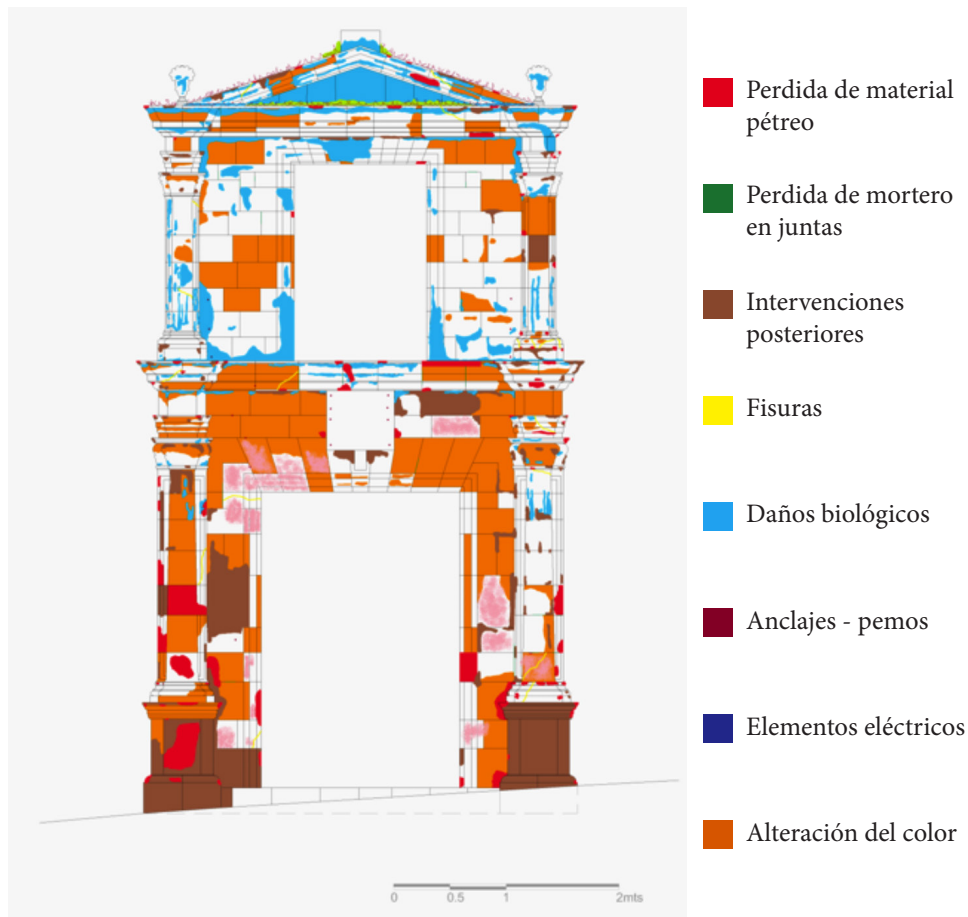 Perdida de material
pétreo
Perdida de mortero
en juntas
Intervenciones
posteriores
Fisuras
Daños biológicos
Anclajes - pemos
Elementos eléctricos
Alteración del color
0 0.5 1 2mts